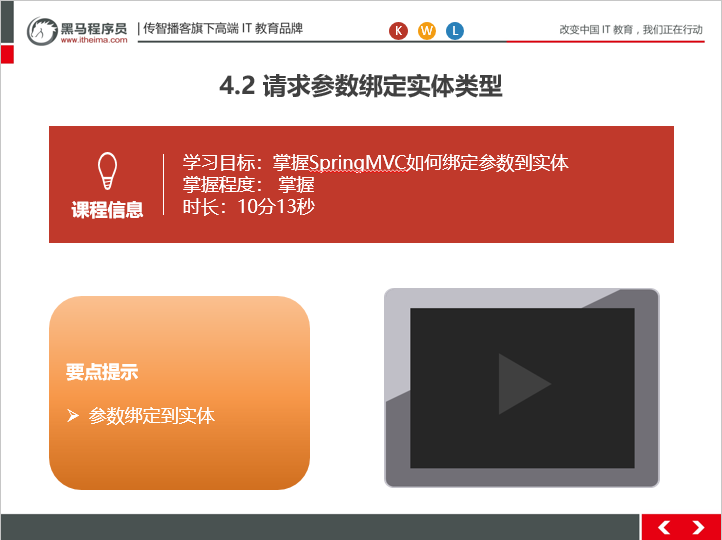 黑马程序员
www.itheima.com
传智播客旗下高端 IT 教育品牌
K W L
改变中国 IT 教育，我们正在行动
4.2 请求参数绑定实体类型
课程信息
学习目标：掌握SpringMVC如何绑定参数到实体
掌握程度： 掌握
时长：10分13秒
要点提示
➢ 参数绑定到实体